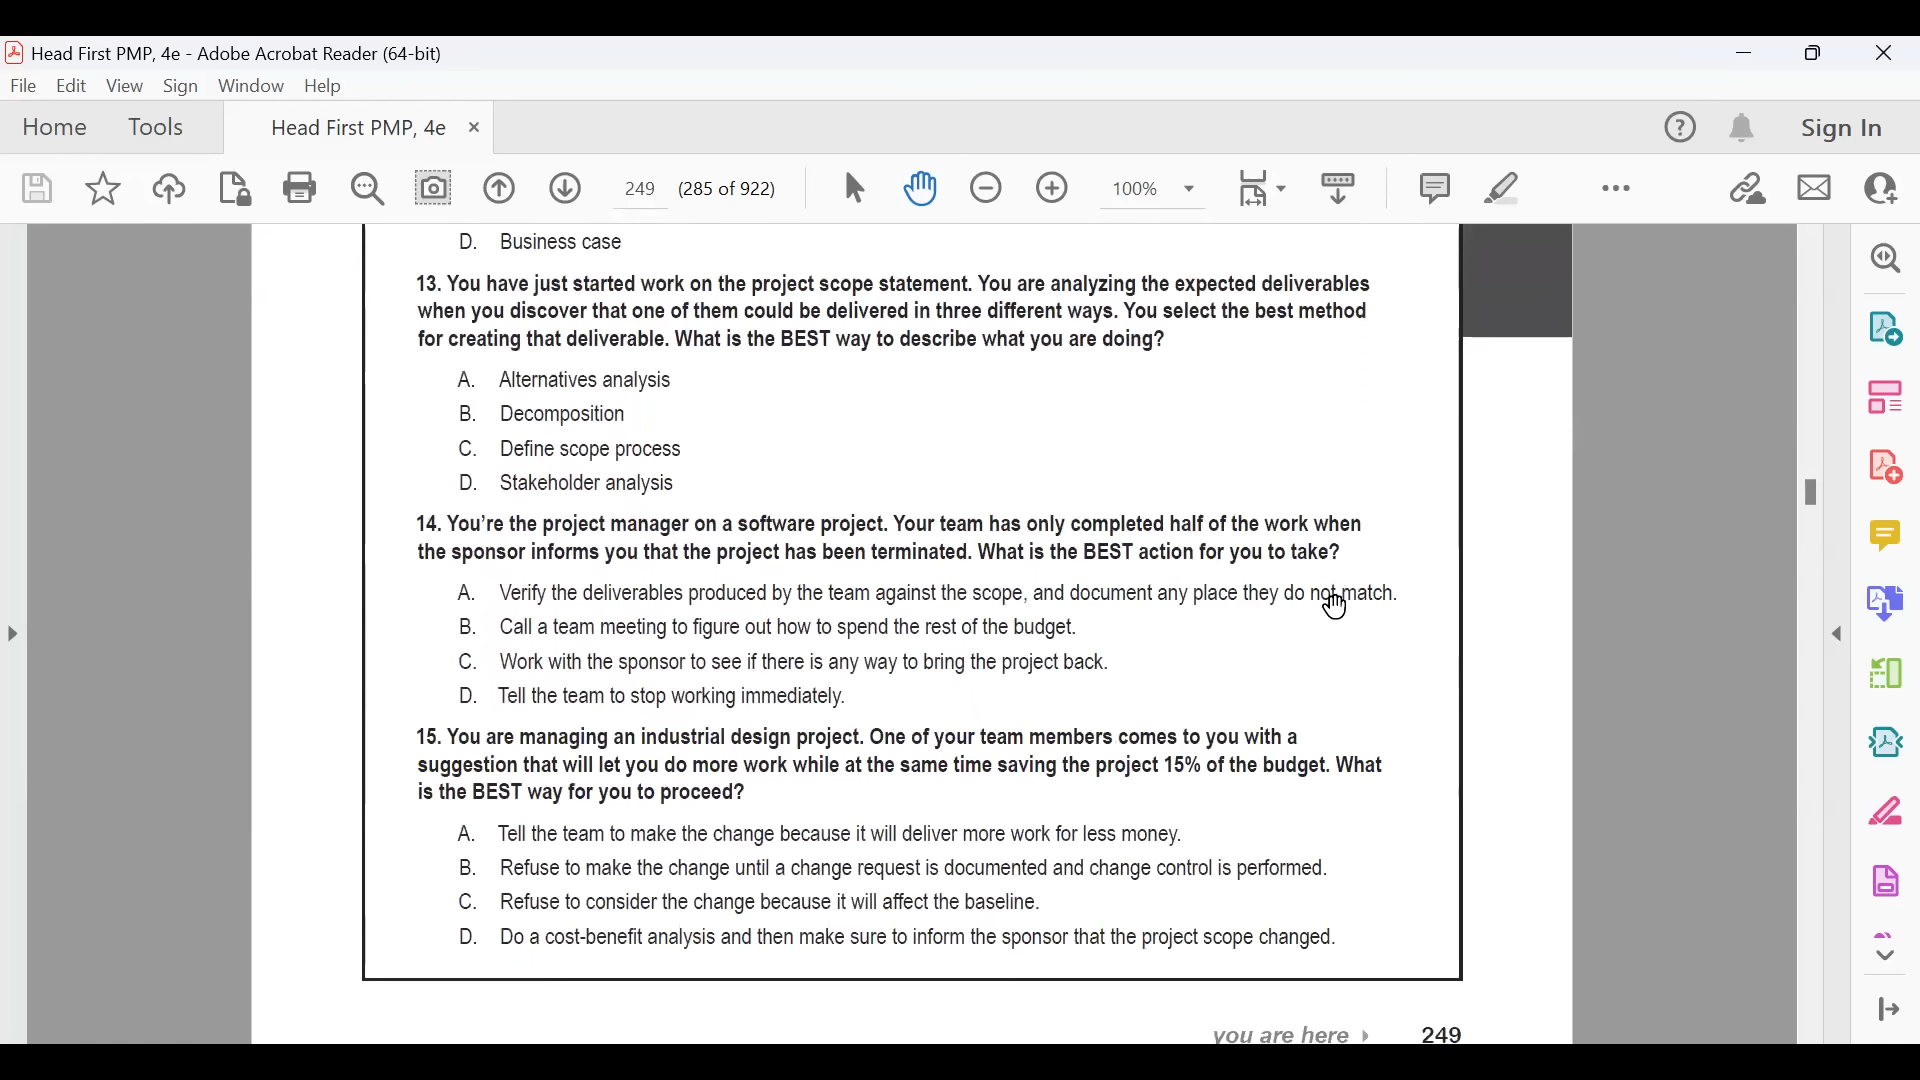 Head First PMP, 4e - Adobe Acrobat Reader (64-bit)
File Edit View Sign Window Help
Home Tools Head First PMP, 4e × Sign In
249 (285 of 922) 100%
D. Business case
13. You have just started work on the project scope statement. You are analyzing the expected deliverables
when you discover that one of them could be delivered in three different ways. You select the best method
for creating that deliverable. What is the BEST way to describe what you are doing?
A. Alternatives analysis
B. Decomposition
C. Define scope process
D. Stakeholder analysis
14. You're the project manager on a software project. Your team has only completed half of the work when
the sponsor informs you that the project has been terminated. What is the BEST action for you to take?
A. Verify the deliverables produced by the team against the scope, and document any place they do not match.
B. Call a team meeting to figure out how to spend the rest of the budget.
C. Work with the sponsor to see if there is any way to bring the project back.
D. Tell the team to stop working immediately.
15. You are managing an industrial design project. One of your team members comes to you with a
suggestion that will let you do more work while at the same time saving the project 15% of the budget. What
is the BEST way for you to proceed?
A. Tell the team to make the change because it will deliver more work for less money.
B. Refuse to make the change until a change request is documented and change control is performed.
C. Refuse to consider the change because it will affect the baseline.
D. Do a cost-benefit analysis and then make sure to inform the sponsor that the project scope changed.
you are here 249